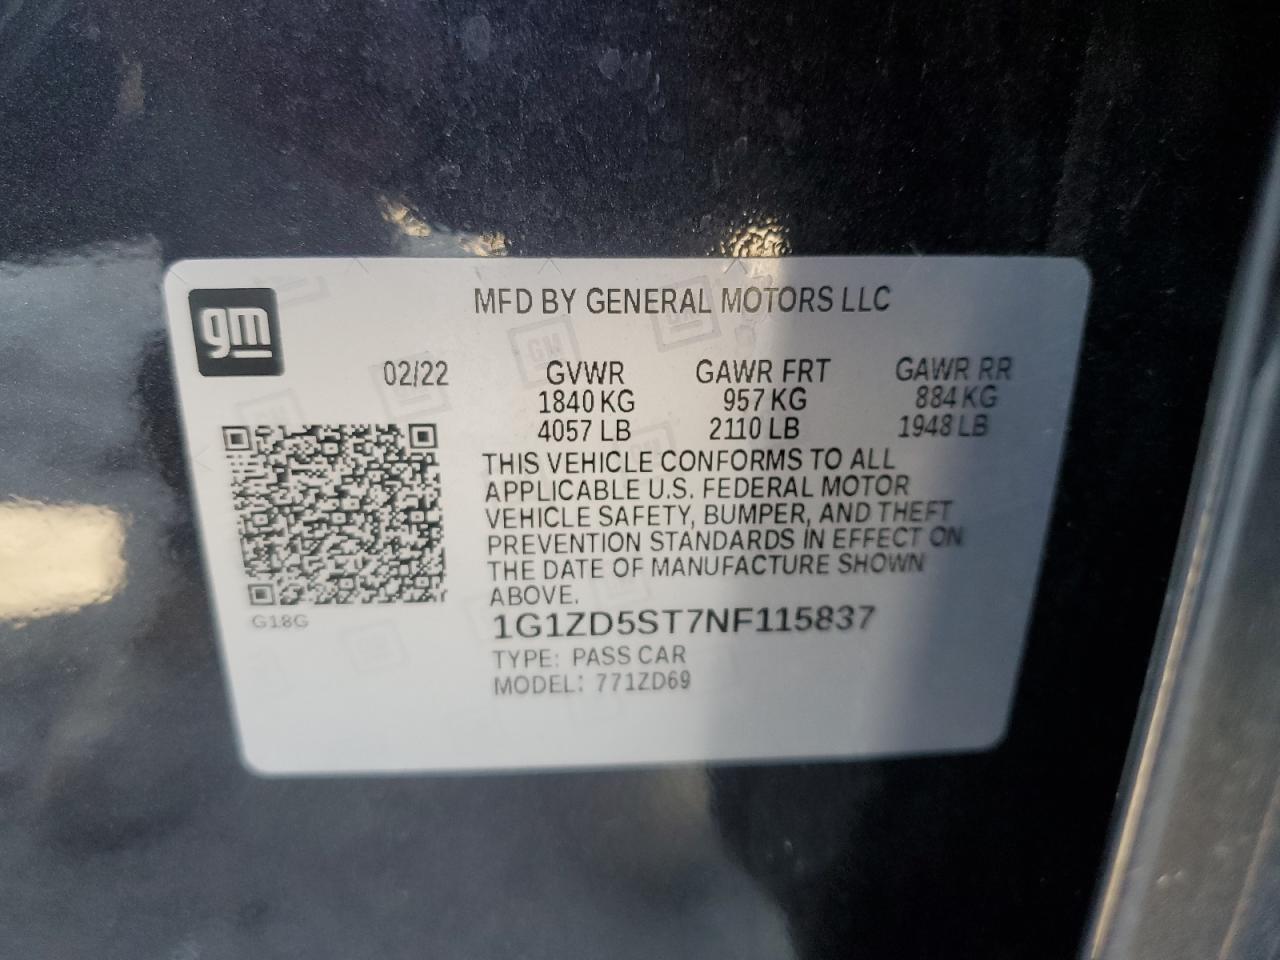 gm
MFD BY GENERAL MOTORS LLC
02/22 GVWR GAWR FRT GAWR RR
1840 KG 957 KG 884 KG
4057 LB 2110 LB 1948 LB
THIS VEHICLE CONFORMS TO ALL
APPLICABLE U.S. FEDERAL MOTOR
VEHICLE SAFETY, BUMPER, AND THEFT
PREVENTION STANDARDS IN EFFECT ON
THE DATE OF MANUFACTURE SHOWN
ABOVE.
G18G
1G1ZD5ST7NF115837
TYPE: PASS CAR
MODEL: 771ZD69